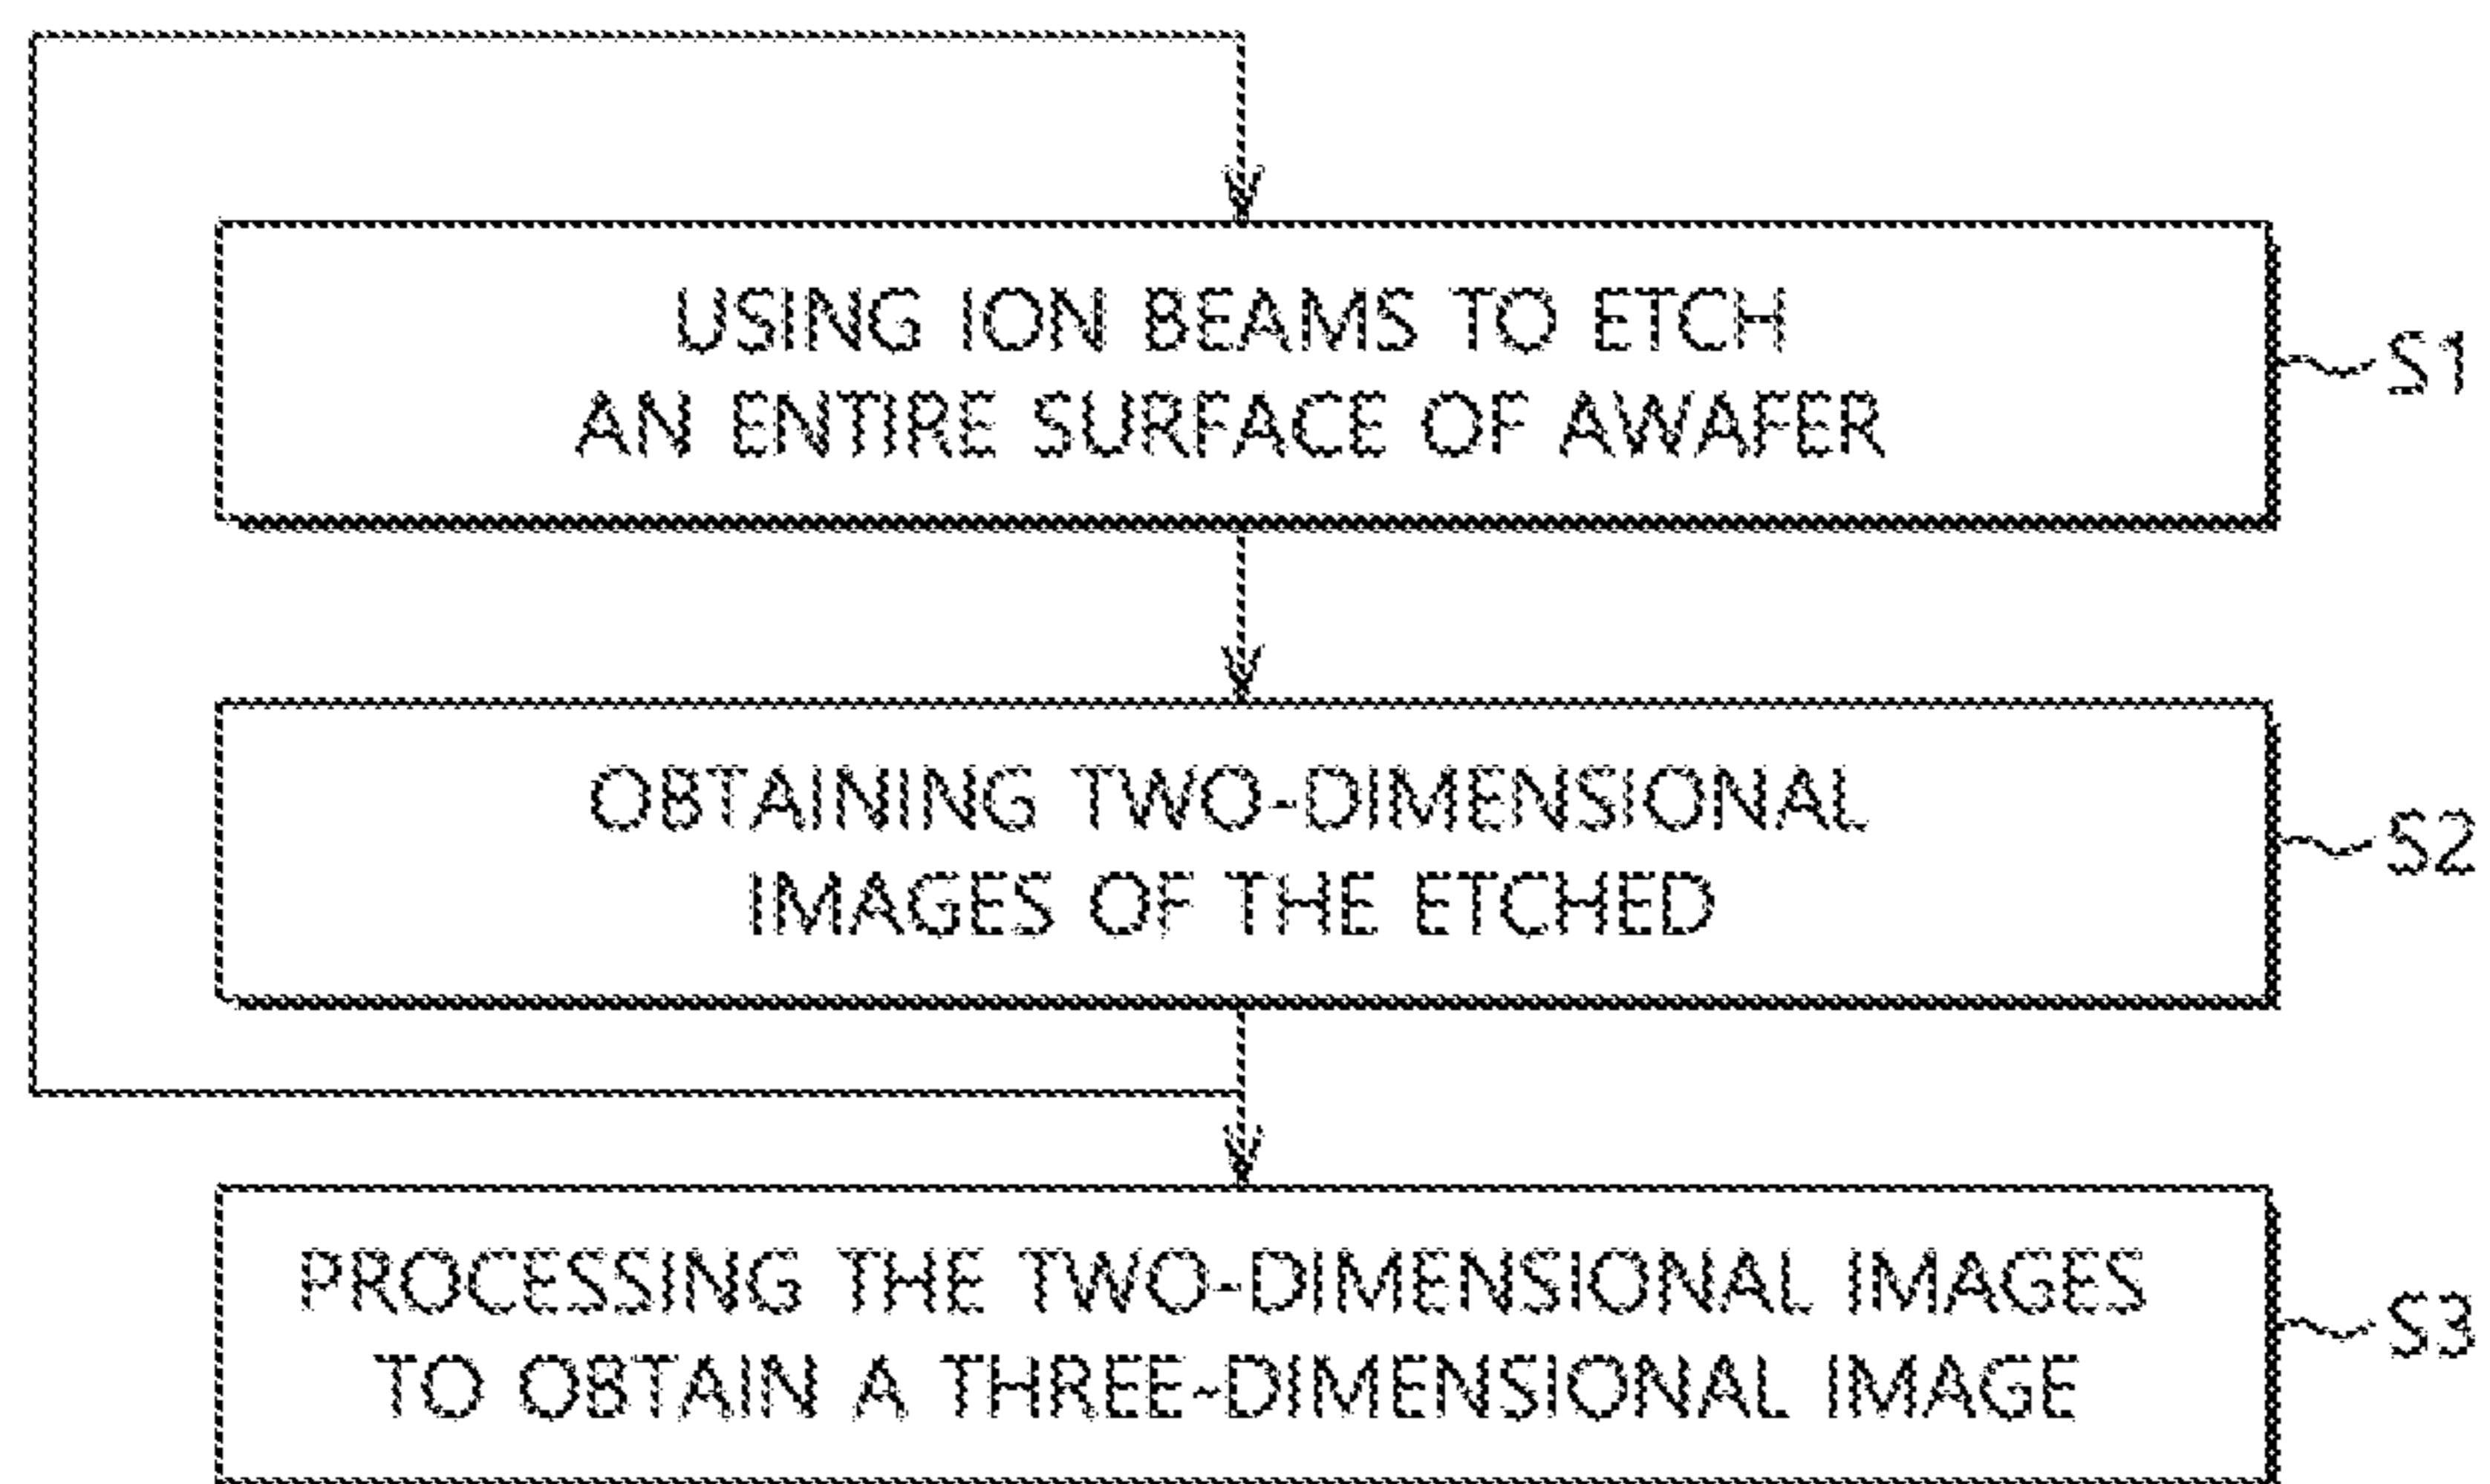 USING ION BEAMS TO ETCH
AN ENTIRE SURFACE OF AWAFER
S1
OBTAINING TWO-DIMENSIONAL
IMAGES OF THE ETCHED
S2
PROCESSING THE TWO-DIMENSIONAL IMAGES
TO OBTAIN A THREE-DIMENSIONAL IMAGE
S3